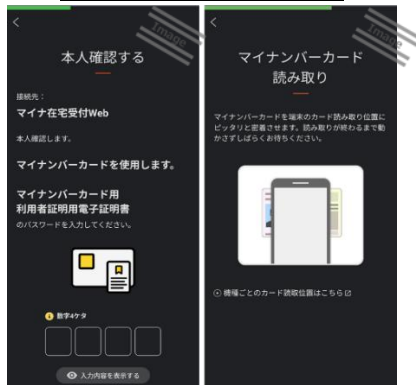 Image
本人確認する
接続先：
マイナ在宅受付Web
本人確認します。
マイナンバーカードを使用します。
マイナンバーカード用
利用者証明用電子証明書
のパスワードを入力してください。
数字4ケタ
入力内容を表示する
Image
マイナンバーカード
読み取り
マイナンバーカードを端末のカード読み取り位置に
ピッタリと密着させます。読み取りが終わるまで動
かさずしばらくお待ちください。
機種ごとのカード読取位置はこちら